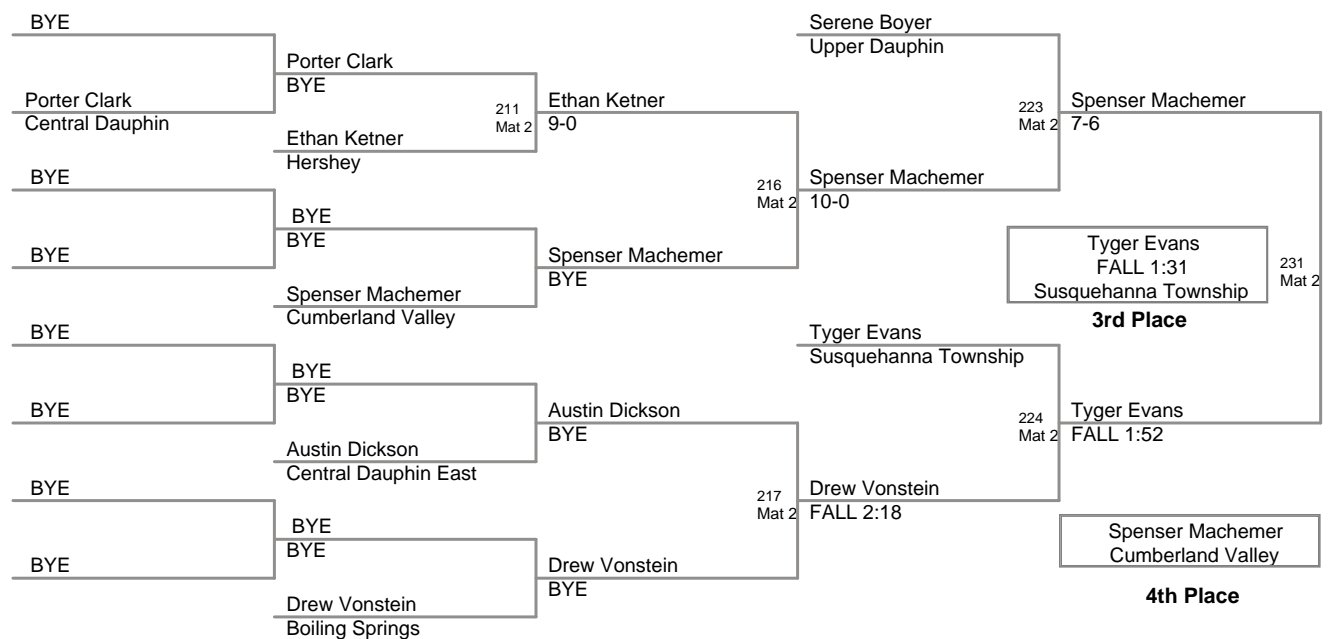 BYE
Serene Boyer
Upper Dauphin
Porter Clark
BYE
Porter Clark
Central Dauphin
211
Mat 2
Ethan Ketner
9-0
223
Mat 2
Spenser Machemer
7-6
Ethan Ketner
Hershey
BYE
216
Mat 2
Spenser Machemer
10-0
BYE
BYE
Tyger Evans
FALL 1:31
Susquehanna Township
231
Mat 2
BYE
Spenser Machemer
BYE
Spenser Machemer
Cumberland Valley
3rd Place
BYE
Tyger Evans
Susquehanna Township
BYE
BYE
BYE
Austin Dickson
BYE
224
Mat 2
Tyger Evans
FALL 1:52
Austin Dickson
Central Dauphin East
BYE
217
Mat 2
Drew Vonstein
FALL 2:18
BYE
BYE
Spenser Machemer
Cumberland Valley
BYE
Drew Vonstein
BYE
4th Place
Drew Vonstein
Boiling Springs